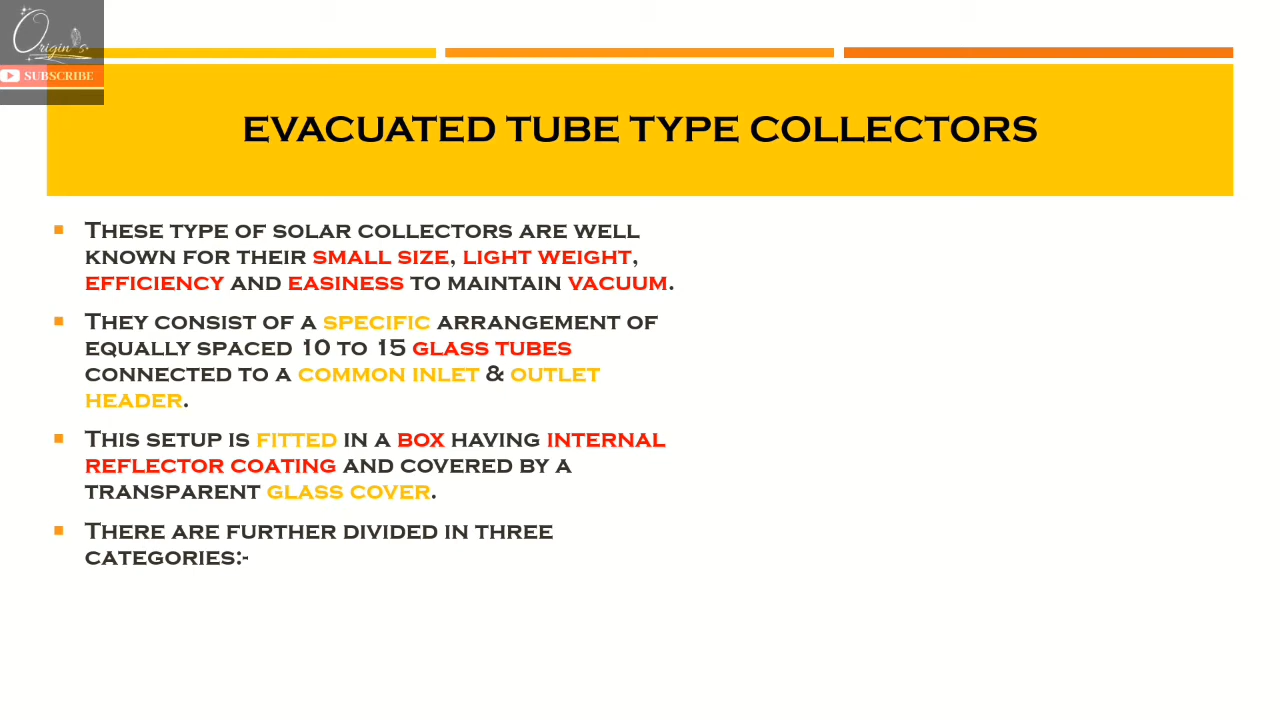 Origin's
SUBSCRIBE
EVACUATED TUBE TYPE COLLECTORS
THESE TYPE OF SOLAR COLLECTORS ARE WELL
KNOWN FOR THEIR SMALL SIZE, LIGHT WEIGHT,
EFFICIENCY AND EASINESS TO MAINTAIN VACUUM.
THEY CONSIST OF A SPECIFIC ARRANGEMENT OF
EQUALLY SPACED 10 TO 15 GLASS TUBES
CONNECTED TO A COMMON INLET & OUTLET
HEADER.
THIS SETUP IS FITTED IN A BOX HAVING INTERNAL
REFLECTOR COATING AND COVERED BY A
TRANSPARENT GLASS COVER.
THERE ARE FURTHER DIVIDED IN THREE
CATEGORIES:-